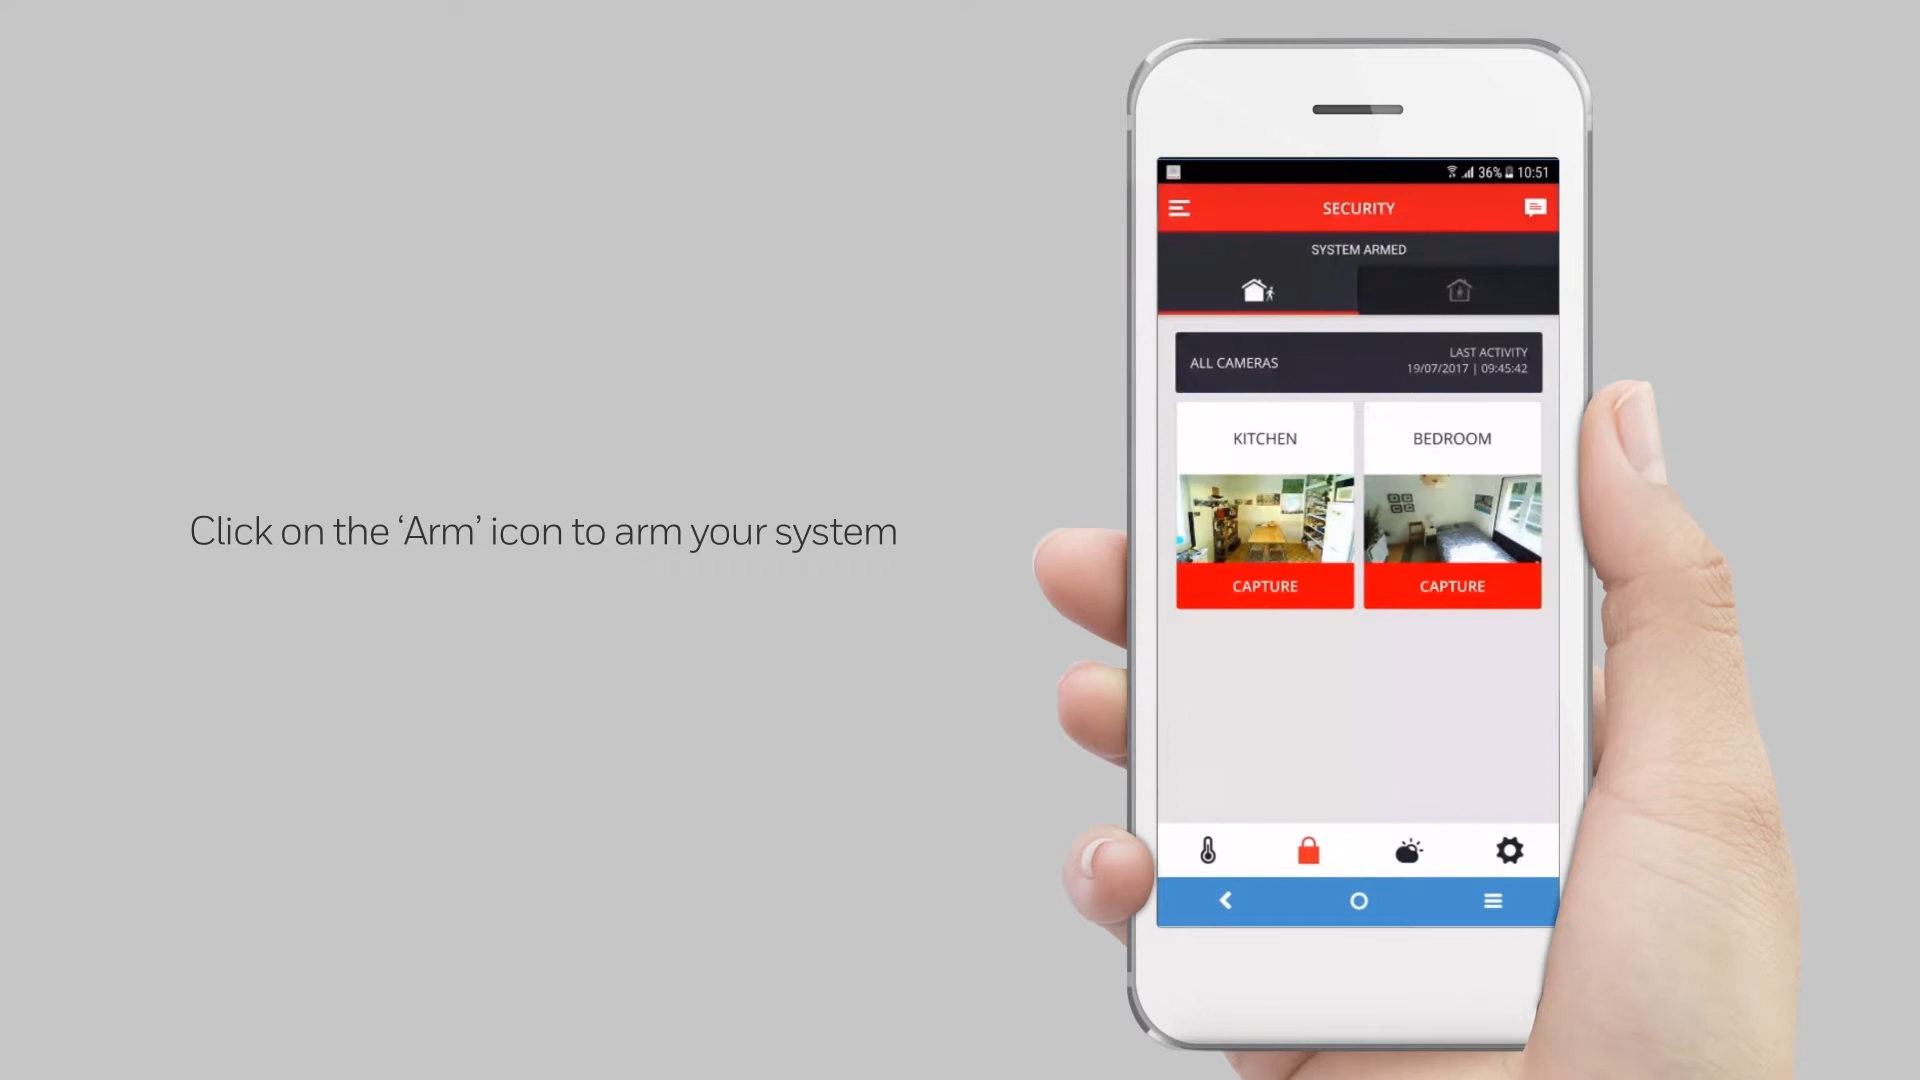 36% 10:51
SECURITY
SYSTEM ARMED
ALL CAMERAS
LAST ACTIVITY
19/07/2017 | 09:45:42
KITCHEN
BEDROOM
Click on the ‘Arm’ icon to arm your system
CAPTURE
CAPTURE